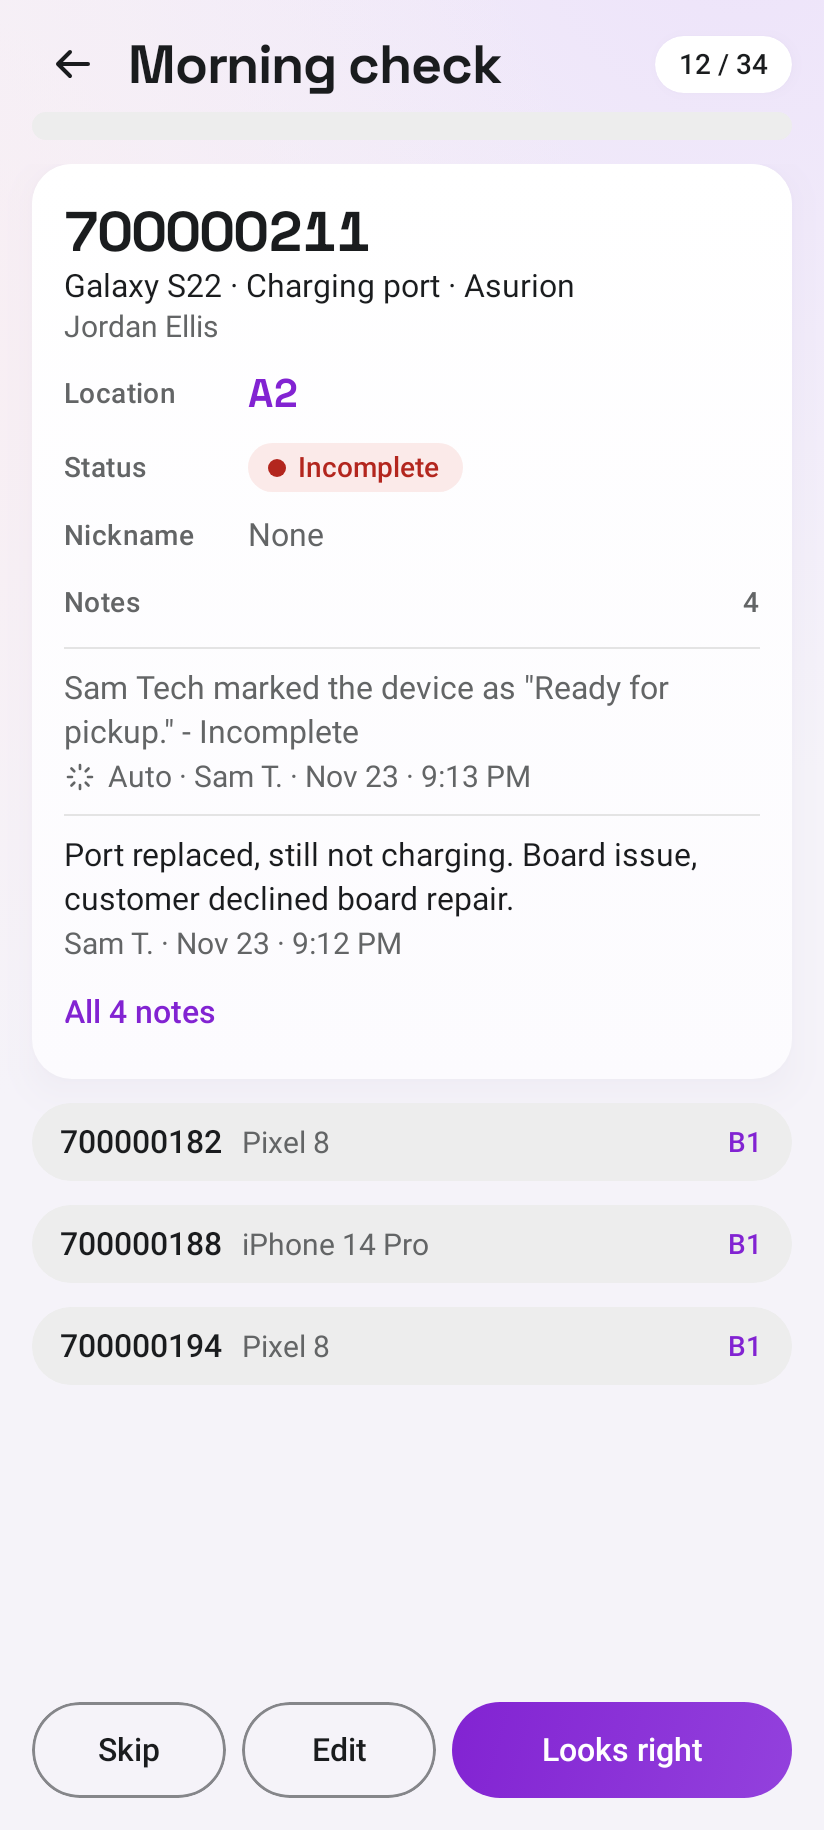 Morning check
12 / 34
700000211
Galaxy S22 · Charging port · Asurion
Jordan Ellis
Location A2
Status Incomplete
Nickname None
Notes 4
Sam Tech marked the device as "Ready for
pickup." - Incomplete
Auto · Sam T. · Nov 23 · 9:13 PM
Port replaced, still not charging. Board issue,
customer declined board repair.
Sam T. · Nov 23 · 9:12 PM
All 4 notes
700000182 Pixel 8 B1
700000188 iPhone 14 Pro B1
700000194 Pixel 8 B1
Skip Edit Looks right